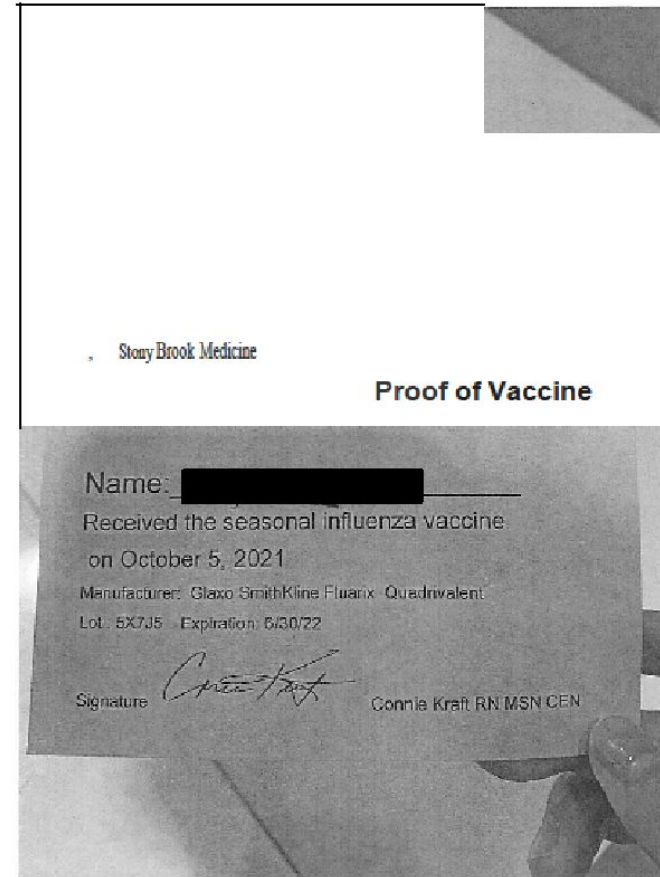 , Stony Brook Medicine
Proof of Vaccine
Name:
Received the seasonal influenza vaccine
on October 5, 2021
Manufacturer: Glaxo SmithKline Fluarix Quadrivalent
Lot: 5X7J5 Expiration: 6/30/22
Signature Connie Kraft RN MSN CEN